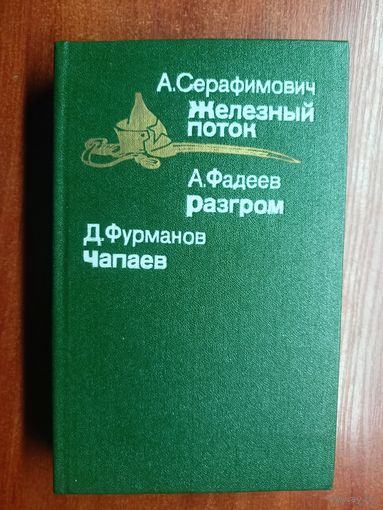 А.Серафимович
Железный
поток
А.Фадеев
Разгром
Д.Фурманов
Чапаев